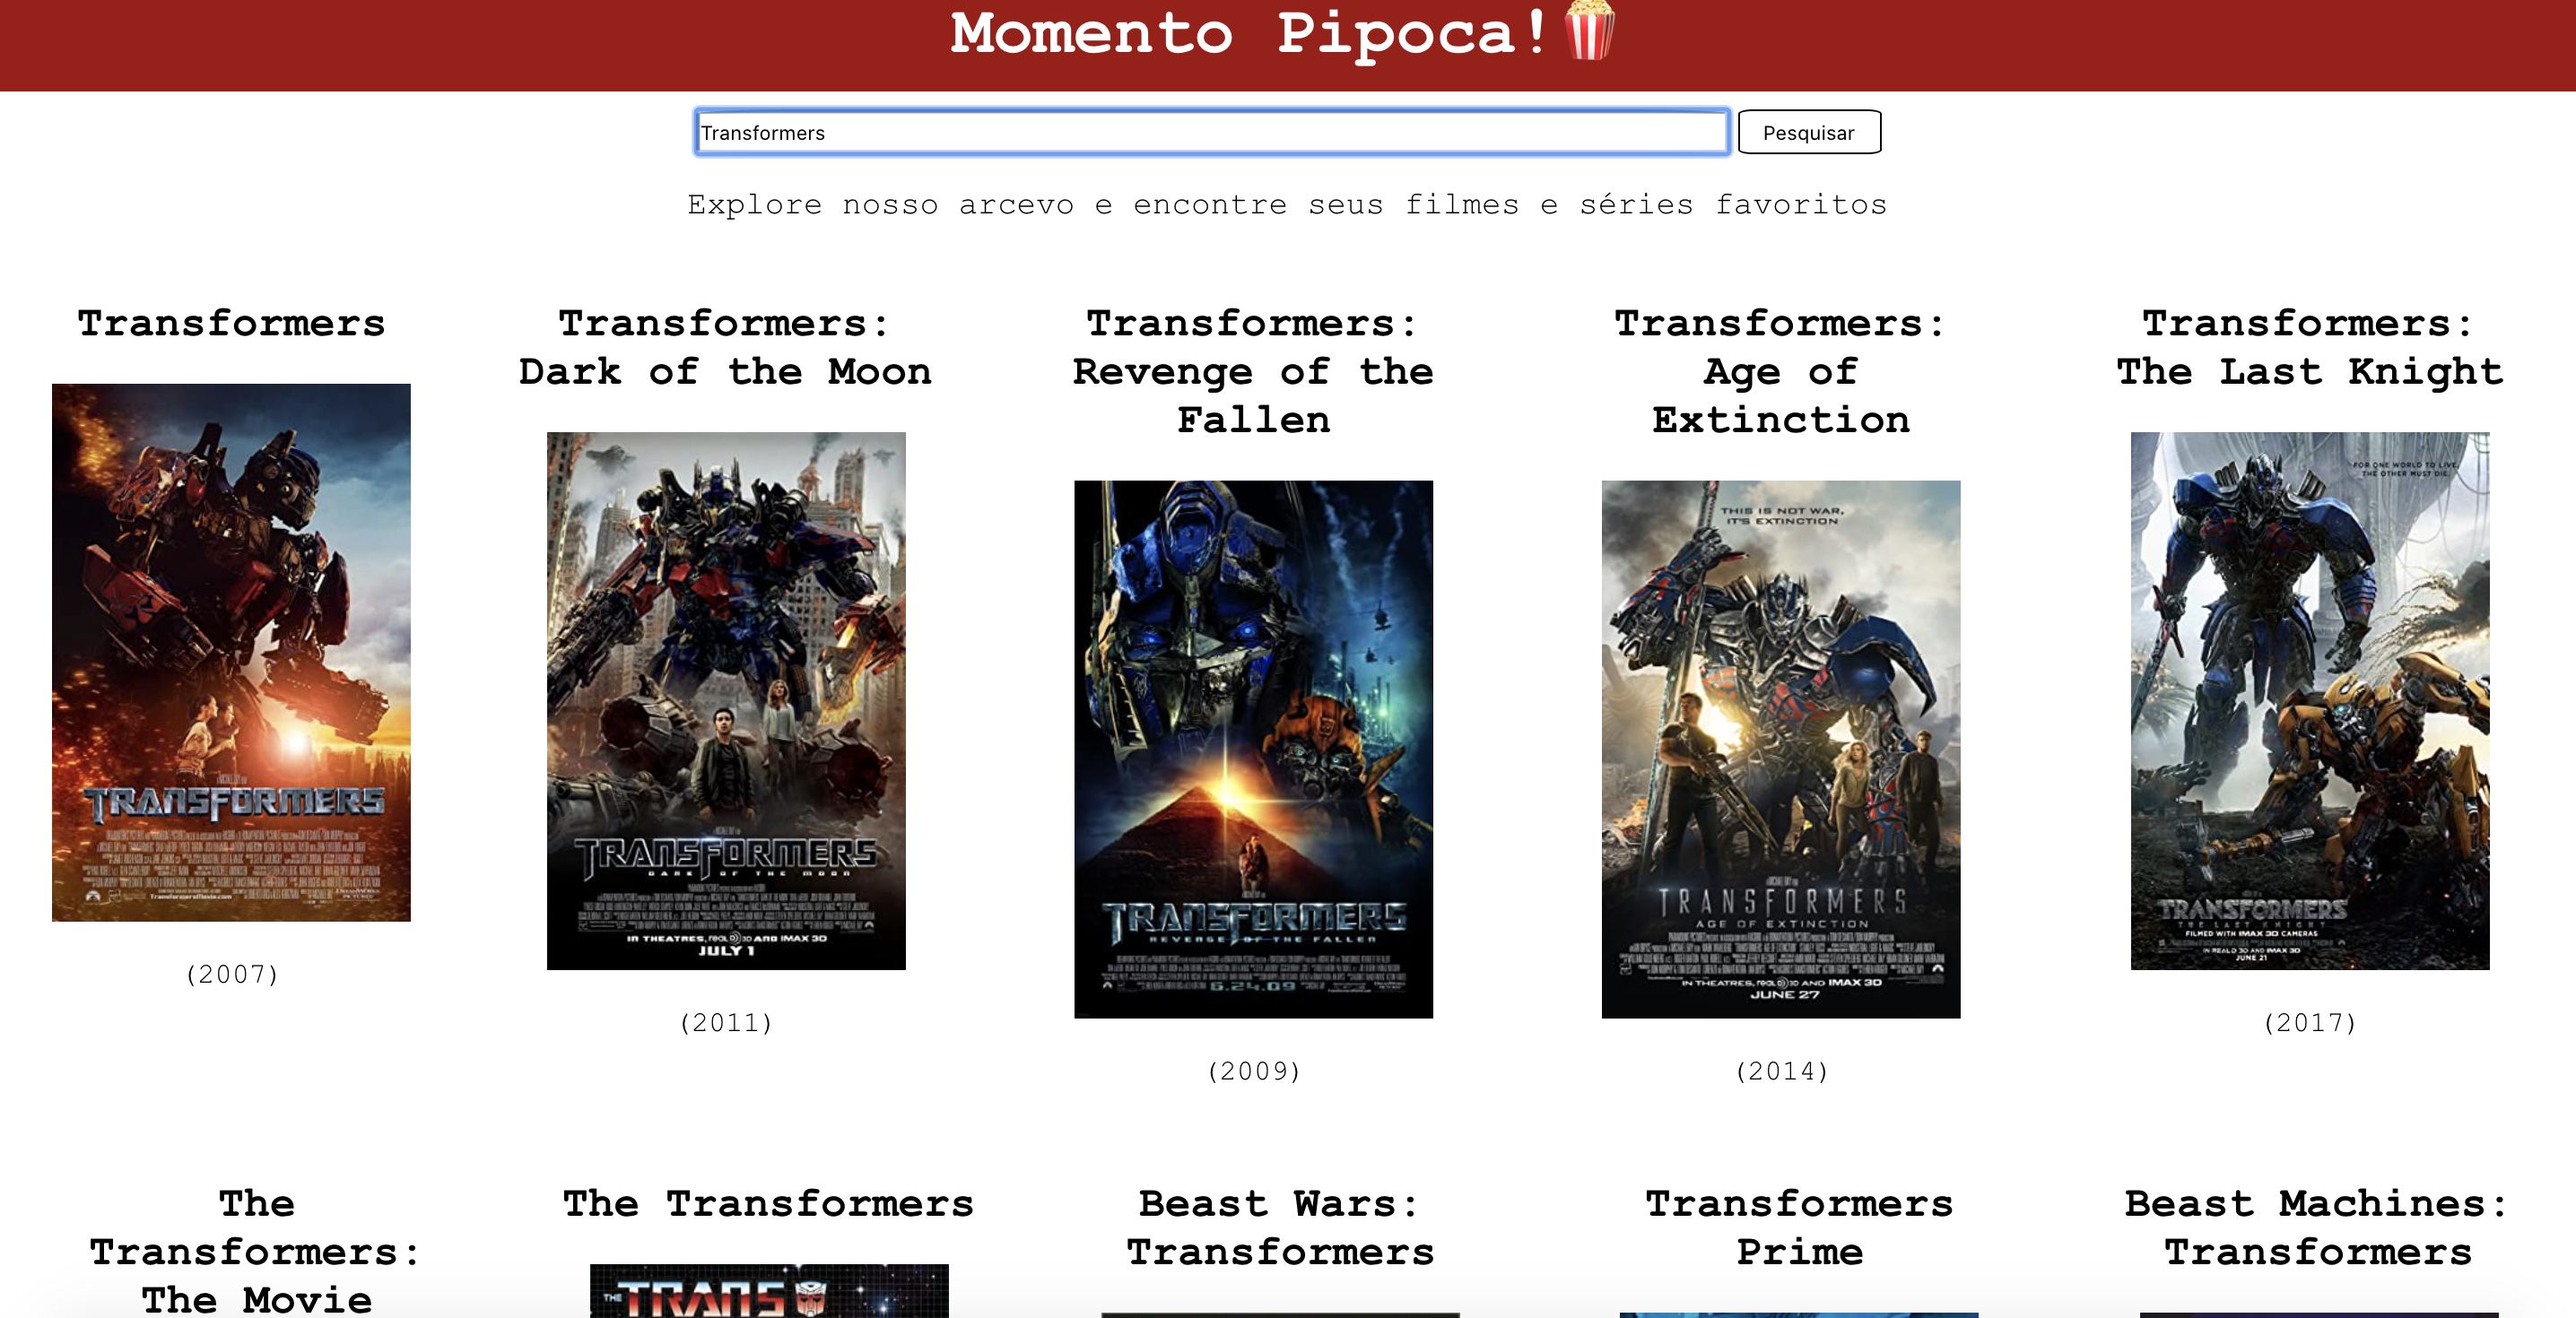 Momento Pipoca!
Transformers
Pesquisar
Explore nosso arcevo e encontre seus filmes e séries favoritos
Transformers
TRANSFORMERS
Transformersmovie.com
(2007)
Transformers:
Dark of the Moon
TRANSFORMERS
DARK OF THE MOON
IN THEATRES, REAL D 3D AND IMAX 3D
JULY 1
(2011)
Transformers:
Revenge of the
Fallen
TRANSFORMERS
REVENGE OF THE FALLEN
6.24.09
(2009)
Transformers:
Age of
Extinction
THIS IS NOT WAR,
IT'S EXTINCTION
TRANSFORMERS
AGE OF EXTINCTION
IN THEATRES, REAL D 3D AND IMAX 3D
JUNE 27
(2014)
Transformers:
The Last Knight
FOR ONE WORLD TO LIVE,
THE OTHER MUST DIE.
TRANSFORMERS
THE LAST KNIGHT
FILMED WITH IMAX 3D CAMERAS
IN REAL D 3D AND IMAX 3D
JUNE 21
(2017)
The
Transformers:
The Movie
The Transformers
THE TRANS
Beast Wars:
Transformers
Transformers
Prime
Beast Machines:
Transformers